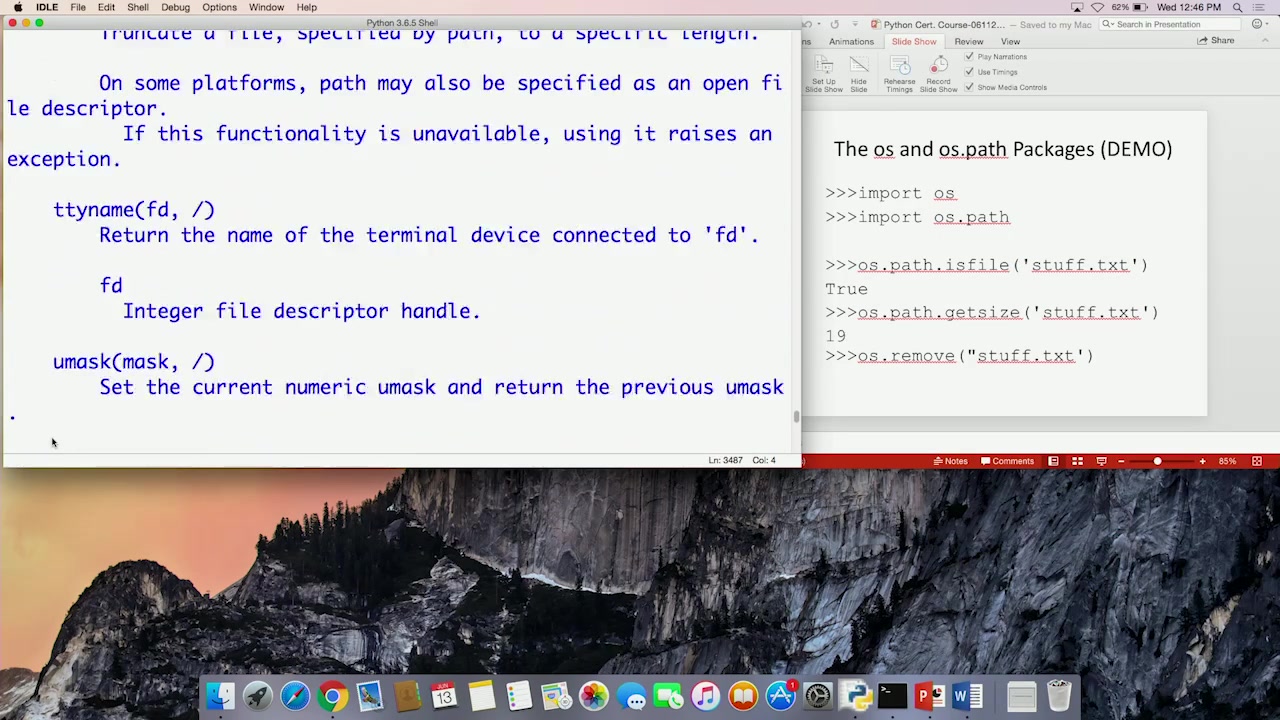 IDLE File Edit Shell Debug Options Window Help
62% Wed 12:46 PM
Python 3.6.5 Shell
Truncate a file, specified by path, to a specific length.
On some platforms, path may also be specified as an open fi
le descriptor.
If this functionality is unavailable, using it raises an
exception.
ttyname(fd, /)
Return the name of the terminal device connected to 'fd'.
fd
Integer file descriptor handle.
umask(mask, /)
Set the current numeric umask and return the previous umask
.
Ln: 3487 Col: 4
Python Cert. Course-06112... — Saved to my Mac
Search in Presentation
ns Animations Slide Show Review View
Share
Set Up
Slide Show
Hide
Slide
Rehearse
Timings
Record
Slide Show
Play Narrations
Use Timings
Show Media Controls
The os and os.path Packages (DEMO)
>>>import os
>>>import os.path
>>>os.path.isfile('stuff.txt')
True
>>>os.path.getsize('stuff.txt')
19
>>>os.remove("stuff.txt')
Notes Comments 85%
JUN
13
1